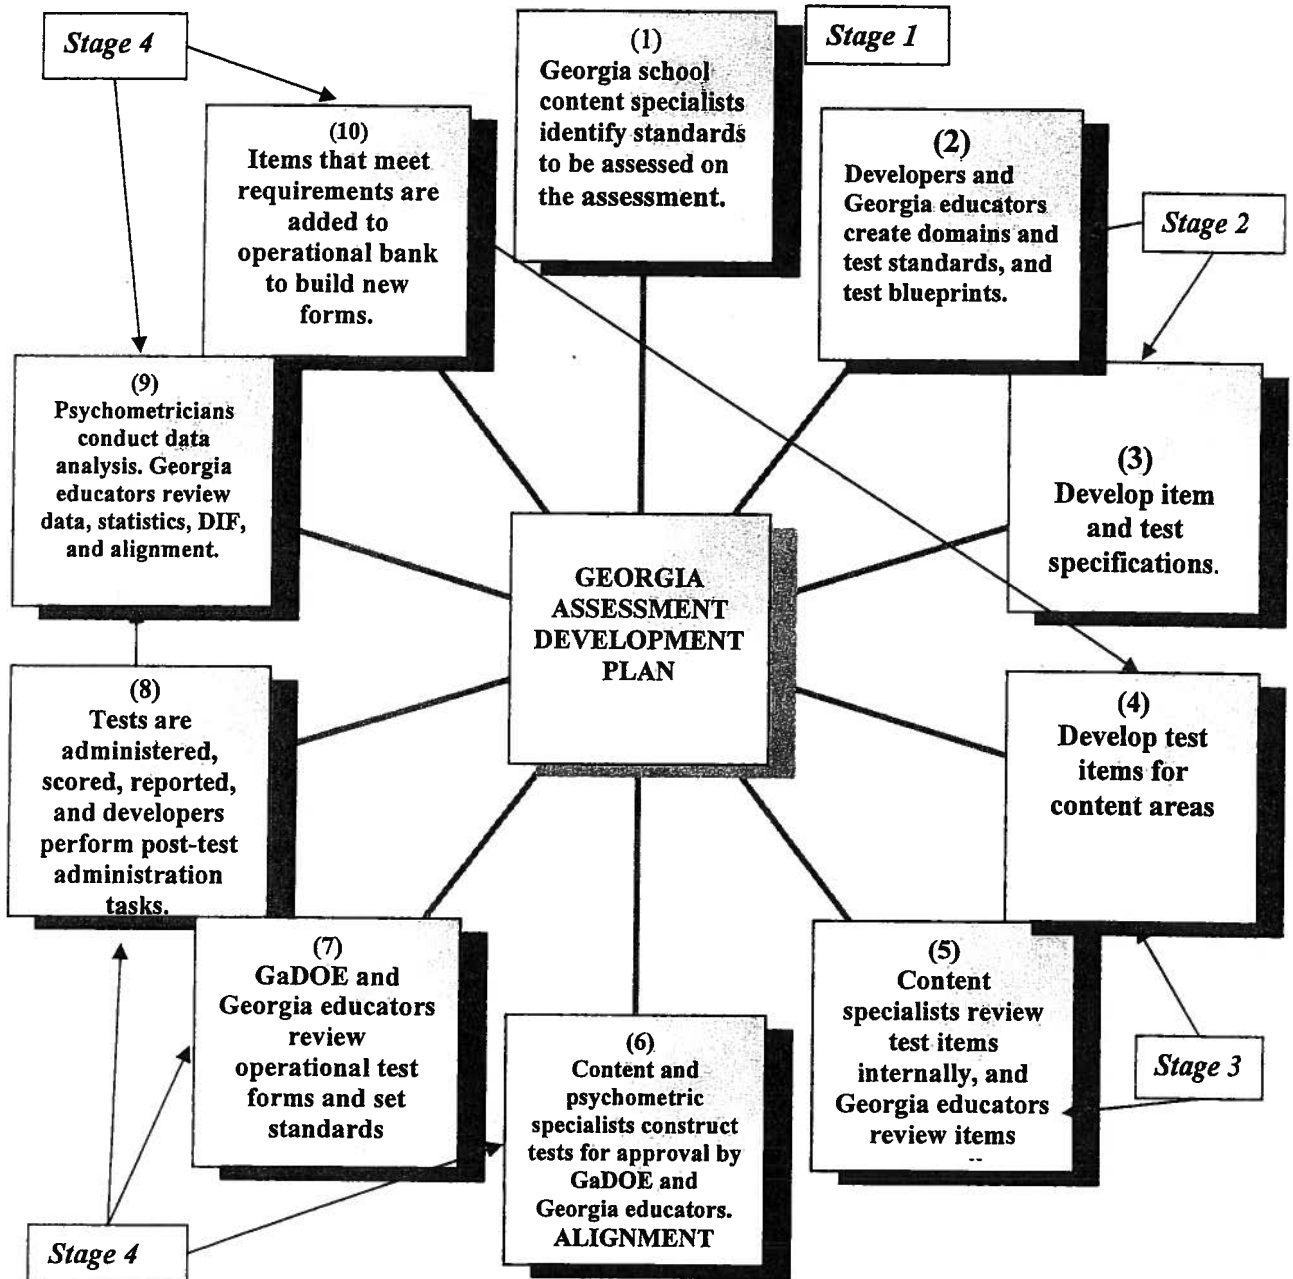 Stage 4
(1)
Georgia school
content specialists
identify standards
to be assessed on
the assessment.
Stage 1
(10)
Items that meet
requirements are
added to
operational bank
to build new
forms.
(2)
Developers and
Georgia educators
create domains and
test standards, and
test blueprints.
Stage 2
(9)
Psychometricians
conduct data
analysis. Georgia
educators review
data, statistics, DIF,
and alignment.
(3)
Develop item
and test
specifications.
GEORGIA
ASSESSMENT
DEVELOPMENT
PLAN
(8)
Tests are
administered,
scored, reported,
and developers
perform post-test
administration
tasks.
(4)
Develop test
items for
content areas
(7)
GaDOE and
Georgia educators
review
operational test
forms and set
standards
(6)
Content and
psychometric
specialists construct
tests for approval by
GaDOE and
Georgia educators.
ALIGNMENT
(5)
Content
specialists review
test items
internally, and
Georgia educators
review items
Stage 3
Stage 4